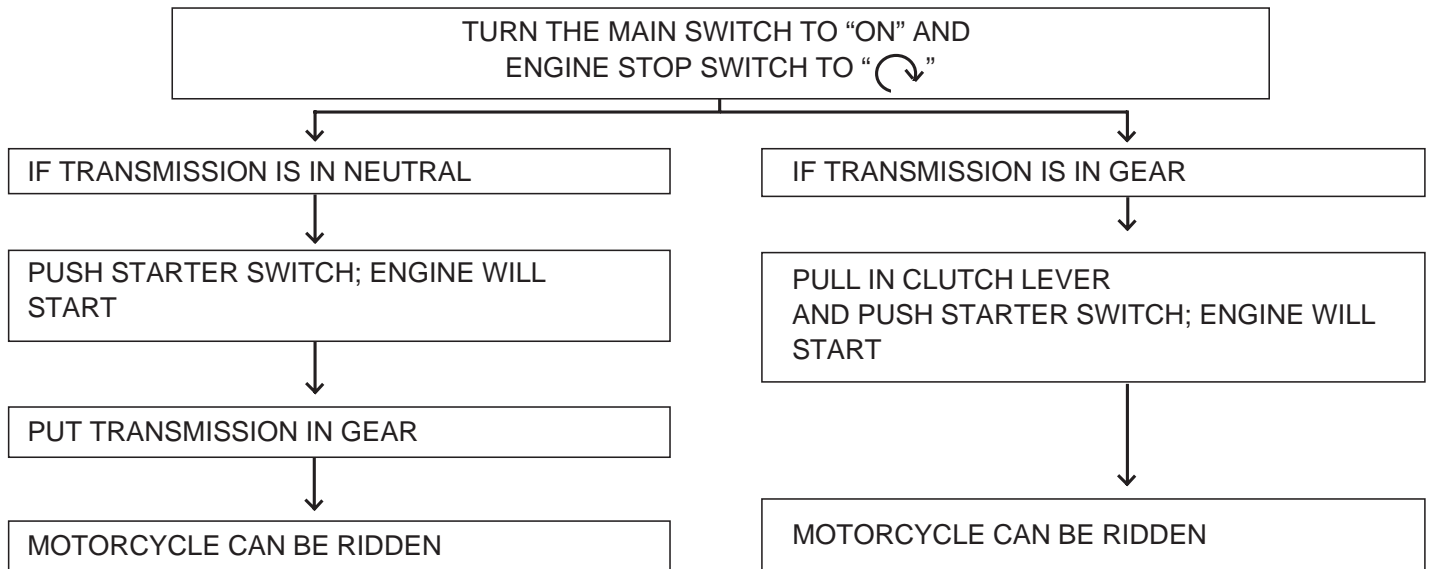 TURN THE MAIN SWITCH TO “ON” AND
ENGINE STOP SWITCH TO “ ”
IF TRANSMISSION IS IN NEUTRAL
PUSH STARTER SWITCH; ENGINE WILL
START
PUT TRANSMISSION IN GEAR
MOTORCYCLE CAN BE RIDDEN
IF TRANSMISSION IS IN GEAR
PULL IN CLUTCH LEVER
AND PUSH STARTER SWITCH; ENGINE WILL
START
MOTORCYCLE CAN BE RIDDEN